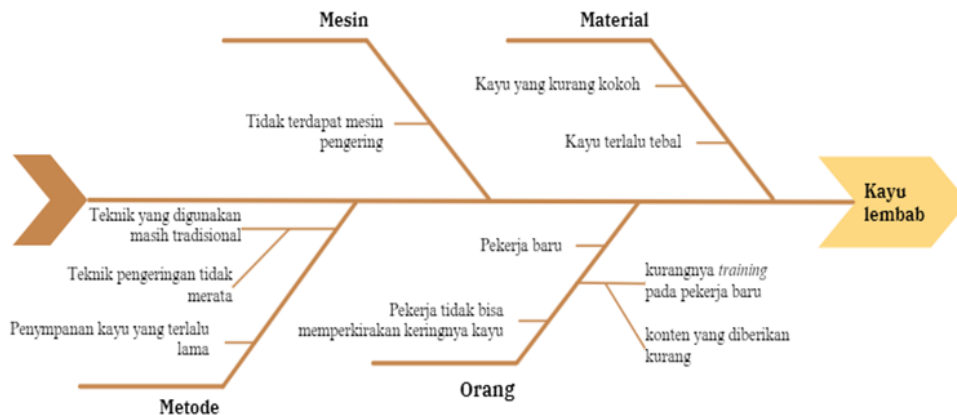 Mesin
Material
Kayu yang kurang kokoh
Tidak terdapat mesin
pengering
Kayu terlalu tebal
Kayu
lembab
Teknik yang digunakan
masih tradisional
Teknik pengeringan tidak
merata
Penympanan kayu yang terlalu
lama
Pekerja baru
kurangnya training
pada pekerja baru
Pekerja tidak bisa
memperkirakan keringnya kayu
konten yang diberikan
kurang
Orang
Metode